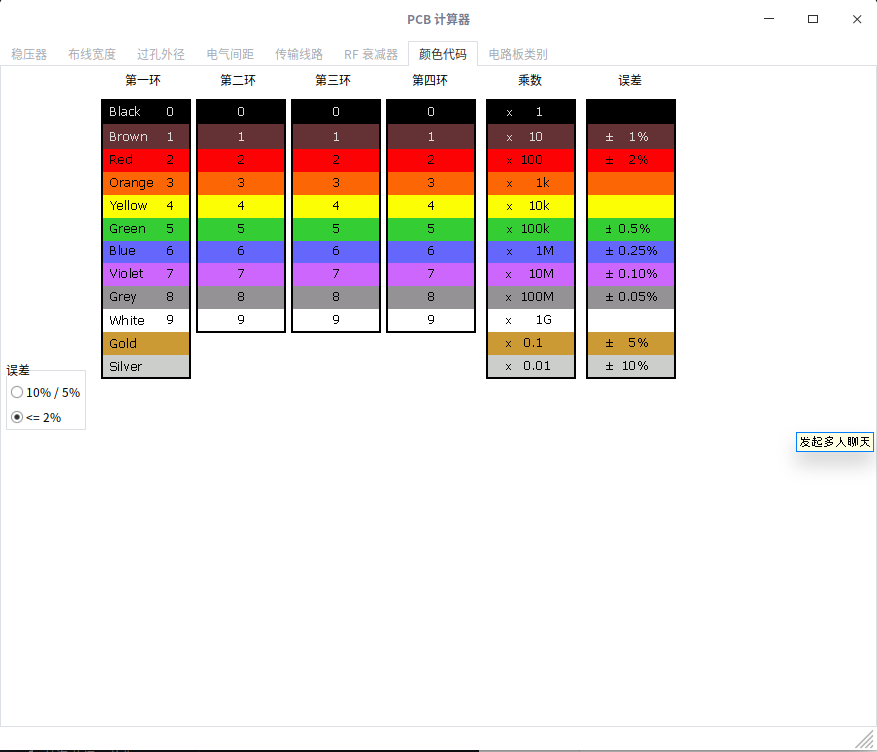 PCB 计算器
稳压器 布线宽度 过孔外径 电气间距 传输线路 RF 衰减器 颜色代码 电路板类别
第一环 第二环 第三环 第四环 乘数 误差
Black 0 0 0 0 x 1
Brown 1 1 1 1 x 10 ± 1%
Red 2 2 2 2 x 100 ± 2%
Orange 3 3 3 3 x 1k
Yellow 4 4 4 4 x 10k
Green 5 5 5 5 x 100k ± 0.5%
Blue 6 6 6 6 x 1M ± 0.25%
Violet 7 7 7 7 x 10M ± 0.10%
Grey 8 8 8 8 x 100M ± 0.05%
White 9 9 9 9 x 1G
Gold x 0.1 ± 5%
Silver x 0.01 ± 10%
误差
10% / 5%
<= 2%
发起多人聊天